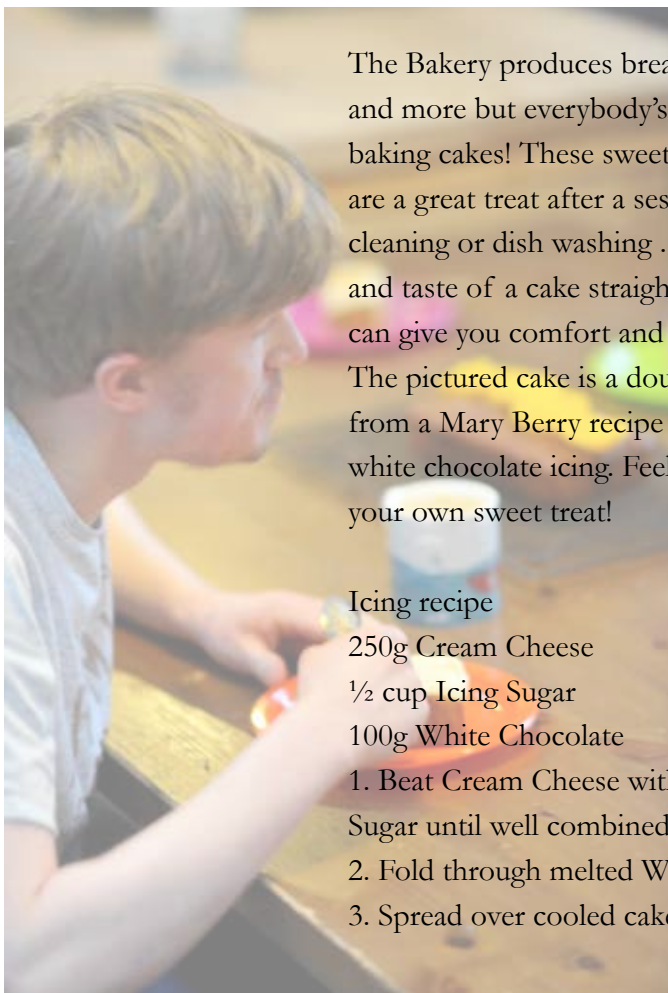 The Bakery produces brea
and more but everybody’s
baking cakes! These sweet
are a great treat after a ses
cleaning or dish washing .
and taste of a cake straigh
can give you comfort and
The pictured cake is a dou
from a Mary Berry recipe
white chocolate icing. Feel
your own sweet treat!
Icing recipe
250g Cream Cheese
½ cup Icing Sugar
100g White Chocolate
1. Beat Cream Cheese with
Sugar until well combined
2. Fold through melted W
3. Spread over cooled cake